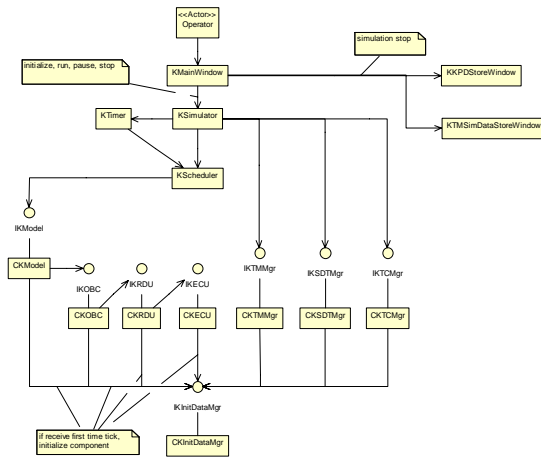 <<Actor>>
Operator
simulation stop
initialize, run, pause, stop
KMainWindow
KKPDStoreWindow
KTimer
KSimulator
KTMSimDataStoreWindow
KScheduler
IKModel
CKModel
IKOBC
IKRDU
IKECU
IKTMMgr
IKSDTMgr
IKTCMgr
CKOBC
CKRDU
CKECU
CKTMMgr
CKSDTMgr
CKTCMgr
IKInitDataMgr
if receive first time tick,
initialize component
CKInitDataMgr